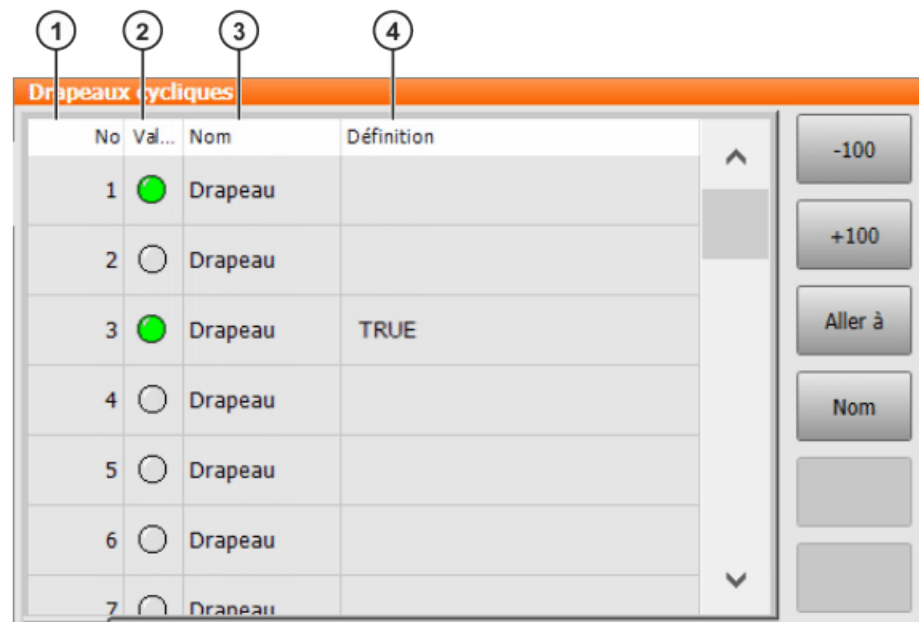 1 2 3 4
Drapeaux cycliques
No Val... Nom Définition
1 Drapeau
2 Drapeau
3 Drapeau TRUE
4 Drapeau
5 Drapeau
6 Drapeau
7 Drapeau
-100
+100
Aller à
Nom